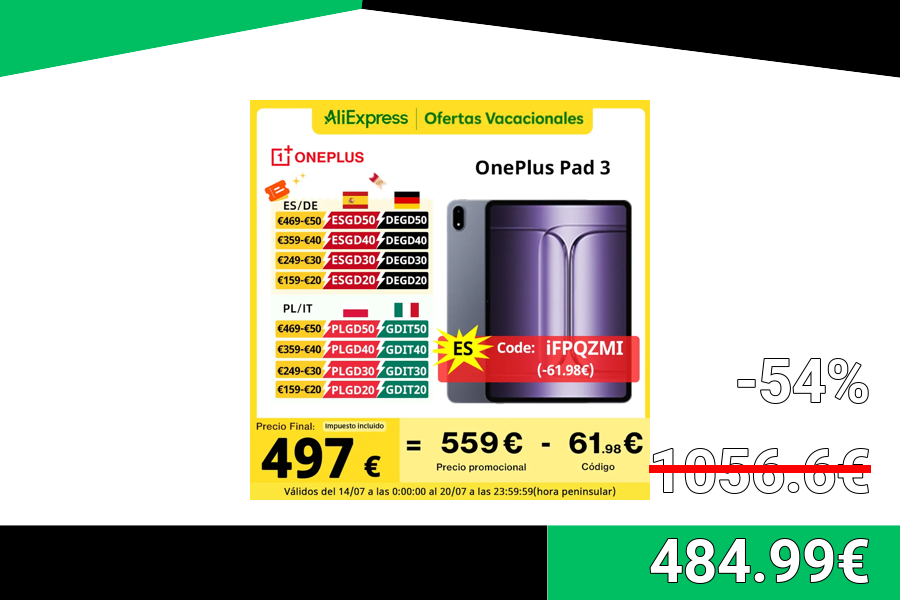 AliExpress | Ofertas Vacacionales
1+ ONEPLUS
OnePlus Pad 3
ES/DE
€469-€50 ESGD50 DEGD50
€359-€40 ESGD40 DEGD40
€249-€30 ESGD30 DEGD30
€159-€20 ESGD20 DEGD20
PL/IT
€469-€50 PLGD50 GDIT50
€359-€40 PLGD40 GDIT40
€249-€30 PLGD30 GDIT30
€159-€20 PLGD20 GDIT20
ES Code: iFPQZMI
(-61.98€)
Precio Final: Impuesto incluido
497 € = 559€ - 61.98€
Precio promocional Código
Válidos del 14/07 a las 0:00:00 al 20/07 a las 23:59:59(hora peninsular)
-54%
1056.6€
484.99€